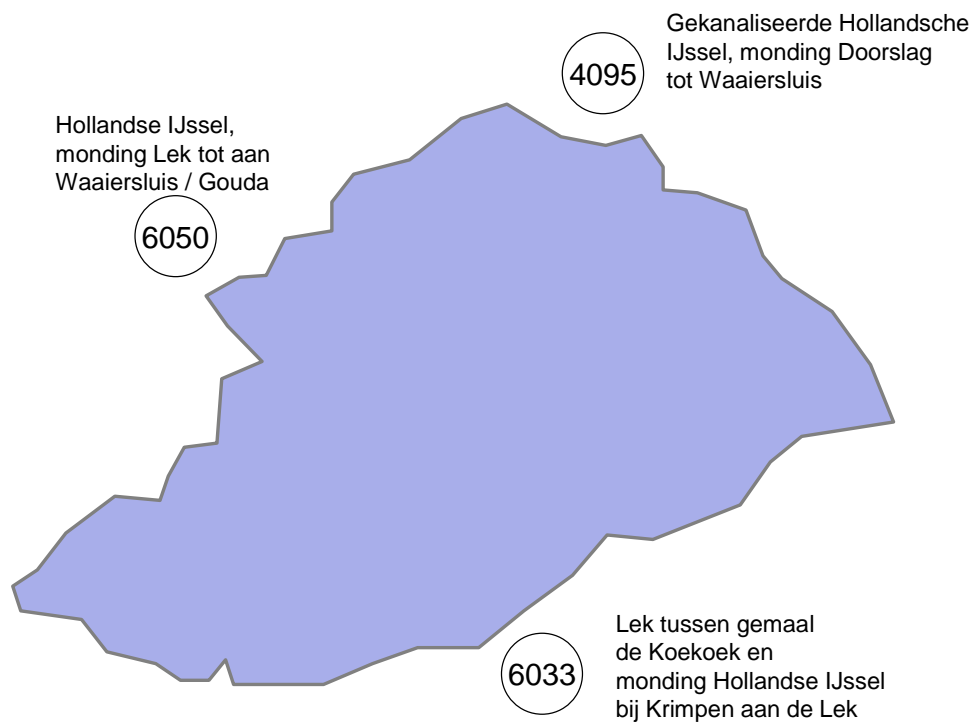 Gekanaliseerde Hollandsche
IJssel, monding Doorslag
tot Waaiersluis
4095
Hollandse IJssel,
monding Lek tot aan
Waaiersluis / Gouda
6050
Lek tussen gemaal
de Koekoek en
monding Hollandse IJssel
bij Krimpen aan de Lek
6033